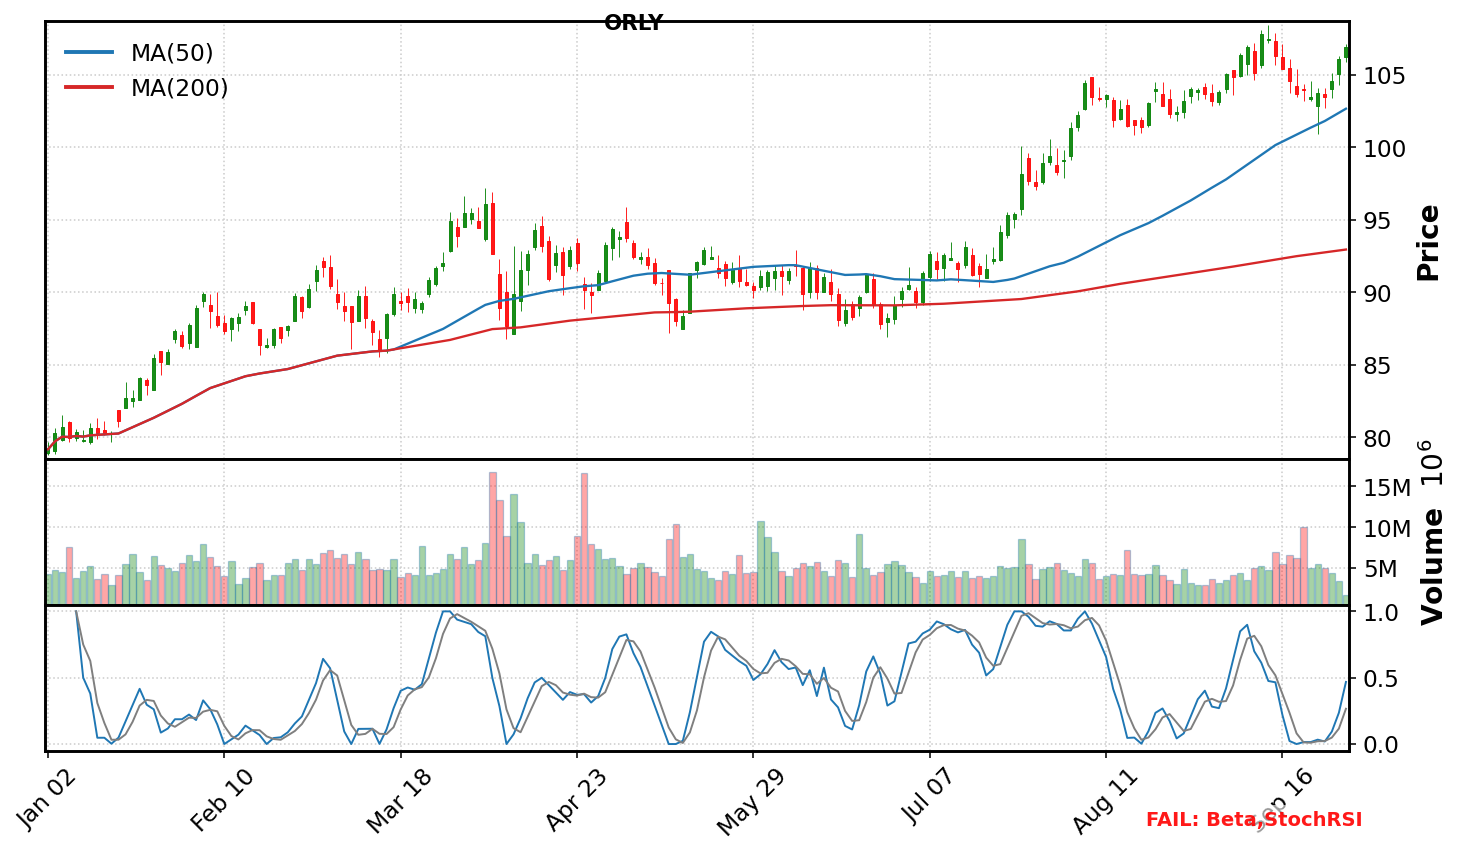 ORLY
MA(50)
MA(200)
105
100
95
90
85
80
Price
15M
10M
5M
Volume 10^6
1.0
0.5
0.0
Jan 02
Feb 10
Mar 18
Apr 23
May 29
Jul 07
Aug 11
Sep 16
FAIL: Beta,StochRSI